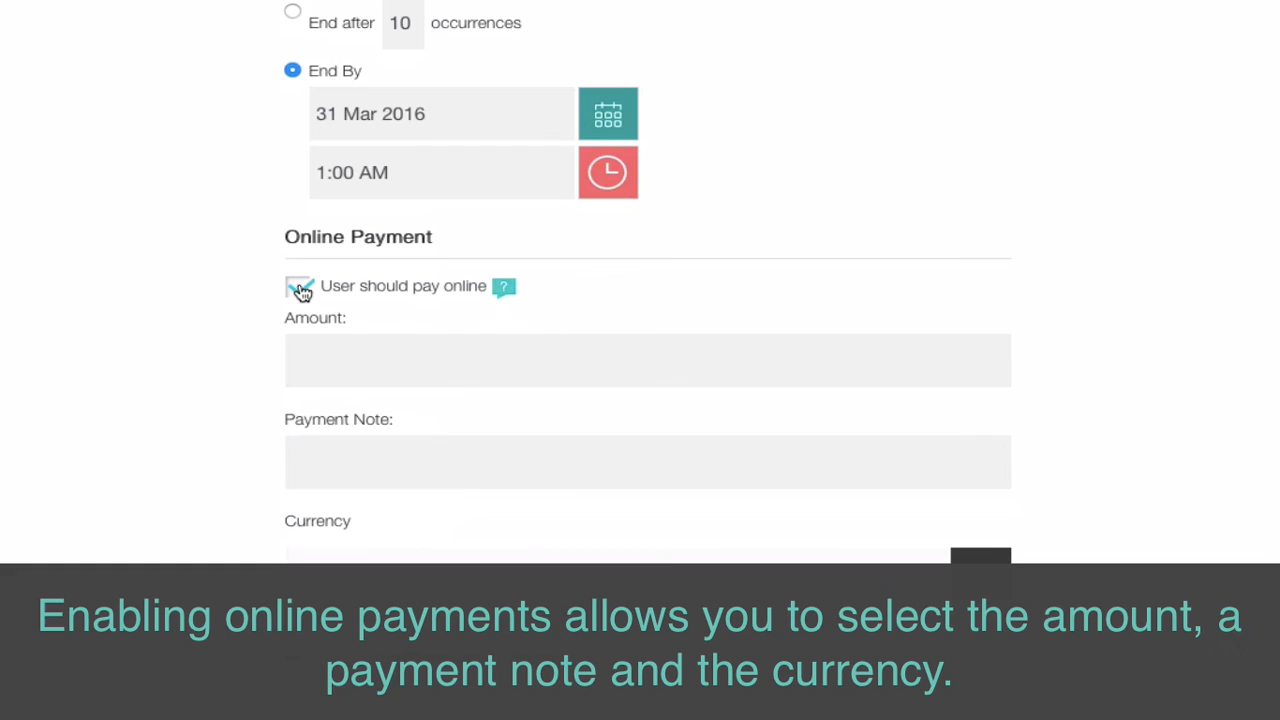 End after 10 occurrences
End By
31 Mar 2016
1:00 AM
Online Payment
User should pay online ?
Amount:
Payment Note:
Currency
Enabling online payments allows you to select the amount, a
payment note and the currency.